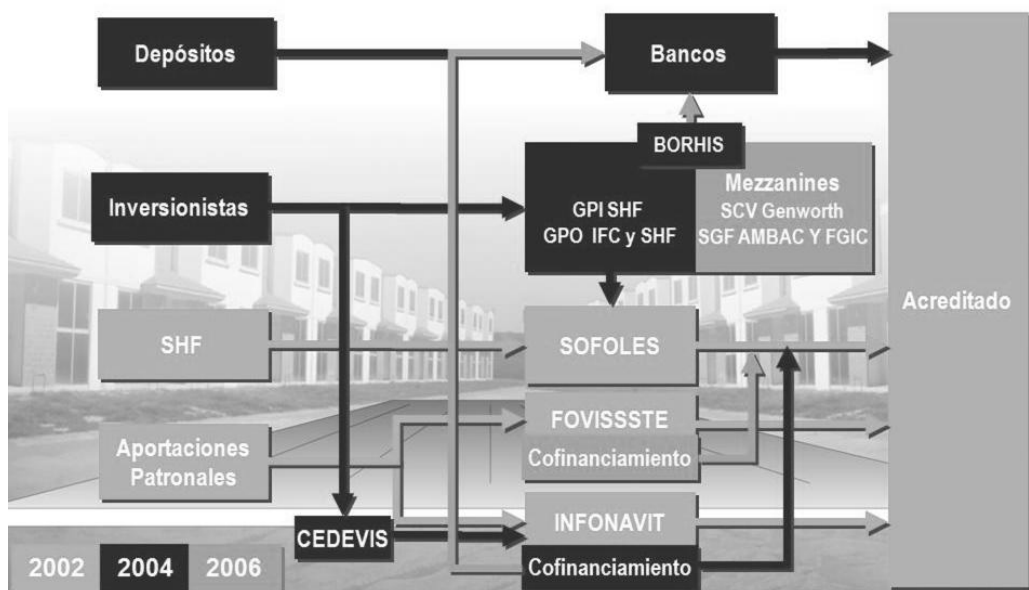 Depósitos
Bancos
BORHIS
Inversionistas
GPI SHF
GPO IFC y SHF
Mezzanines
SCV Genworth
SGF AMBAC Y FGIC
Acreditado
SHF
SOFOLES
Aportaciones
Patronales
FOVISSSTE
Cofinanciamiento
CEDEVIS
INFONAVIT
Cofinanciamiento
2002 2004 2006